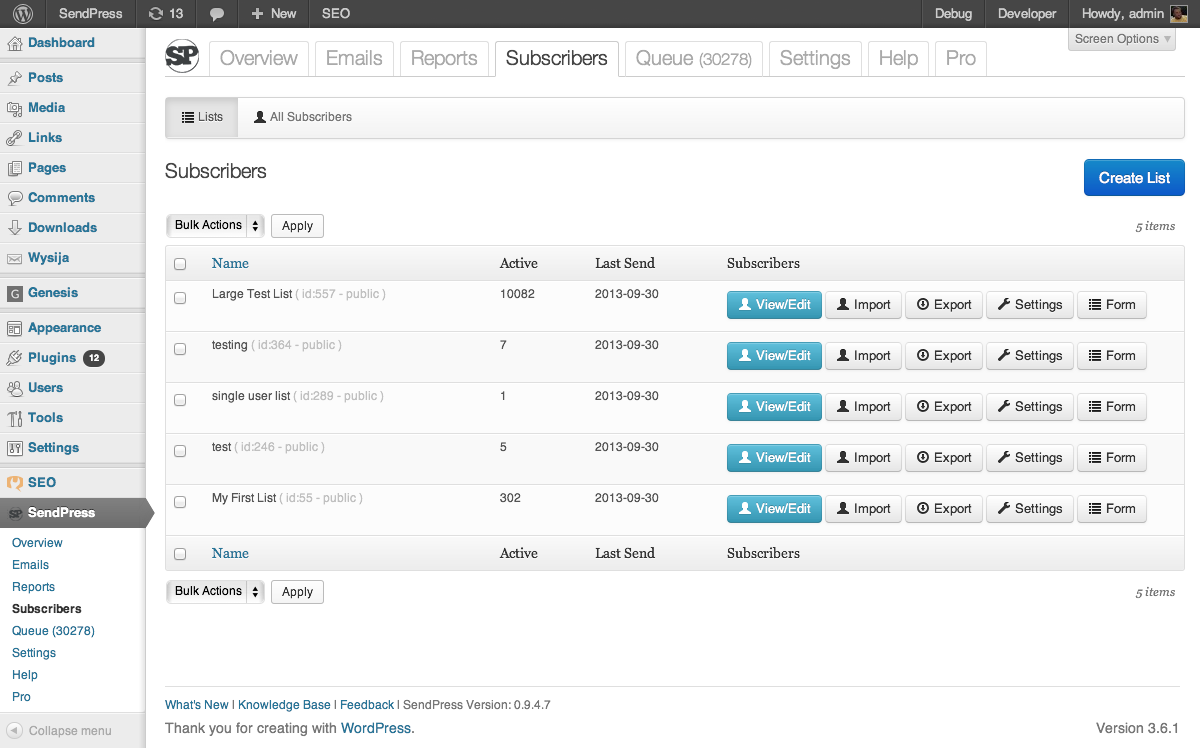 SendPress 13 New SEO Debug Developer Howdy, admin
Screen Options
Dashboard
Posts
Media
Links
Pages
Comments
Downloads
Wysija
Genesis
Appearance
Plugins 12
Users
Tools
Settings
SEO
SendPress
Overview
Emails
Reports
Subscribers
Queue (30278)
Settings
Help
Pro
Collapse menu
SP Overview Emails Reports Subscribers Queue (30278) Settings Help Pro
Lists All Subscribers
Subscribers
Create List
Bulk Actions Apply 5 items
Name Active Last Send Subscribers
Large Test List ( id:557 - public ) 10082 2013-09-30 View/Edit Import Export Settings Form
testing ( id:364 - public ) 7 2013-09-30 View/Edit Import Export Settings Form
single user list ( id:289 - public ) 1 2013-09-30 View/Edit Import Export Settings Form
test ( id:246 - public ) 5 2013-09-30 View/Edit Import Export Settings Form
My First List ( id:55 - public ) 302 2013-09-30 View/Edit Import Export Settings Form
Name Active Last Send Subscribers
Bulk Actions Apply 5 items
What's New | Knowledge Base | Feedback | SendPress Version: 0.9.4.7
Thank you for creating with WordPress. Version 3.6.1